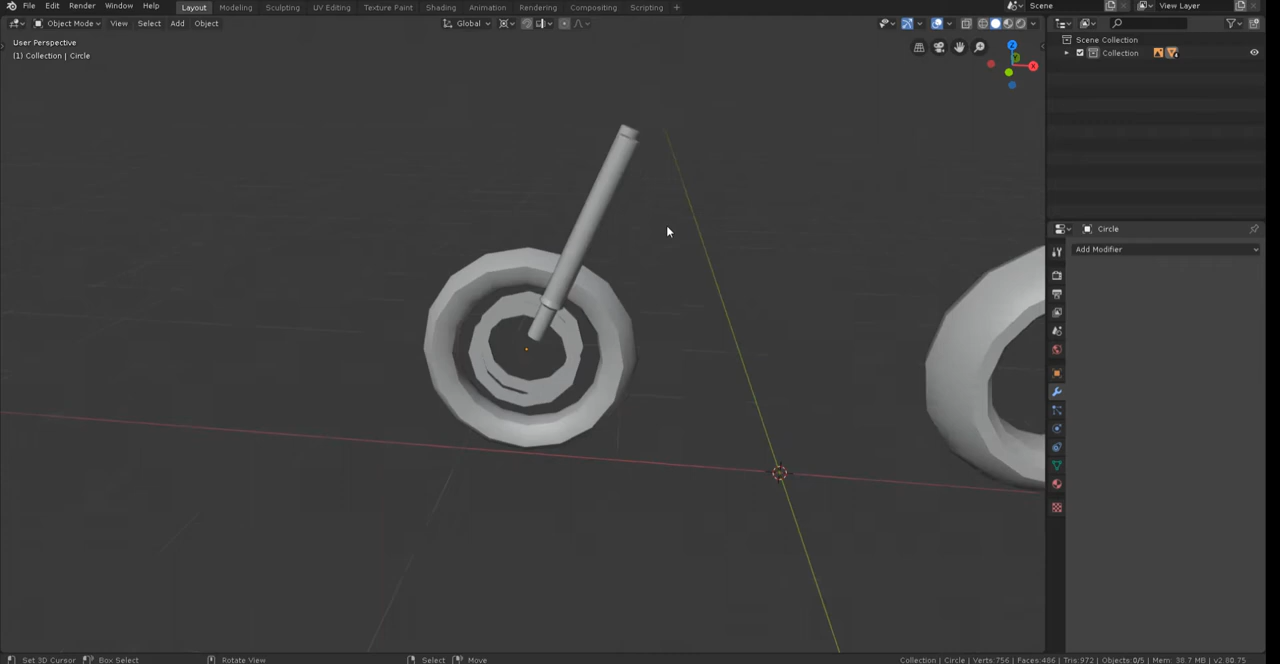 File Edit Render Window Help Layout Modeling Sculpting UV Editing Texture Paint Shading Animation Rendering Compositing Scripting + Scene View Layer
Object Mode View Select Add Object Global
User Perspective
(1) Collection | Circle
Scene Collection
Collection
Circle
Add Modifier
Set 3D Cursor Box Select Rotate View Select Move Collection | Circle | Verts:756 | Faces:486 | Tris:972 | Objects:0/5 | Mem: 38.7 MB | v2.80.75